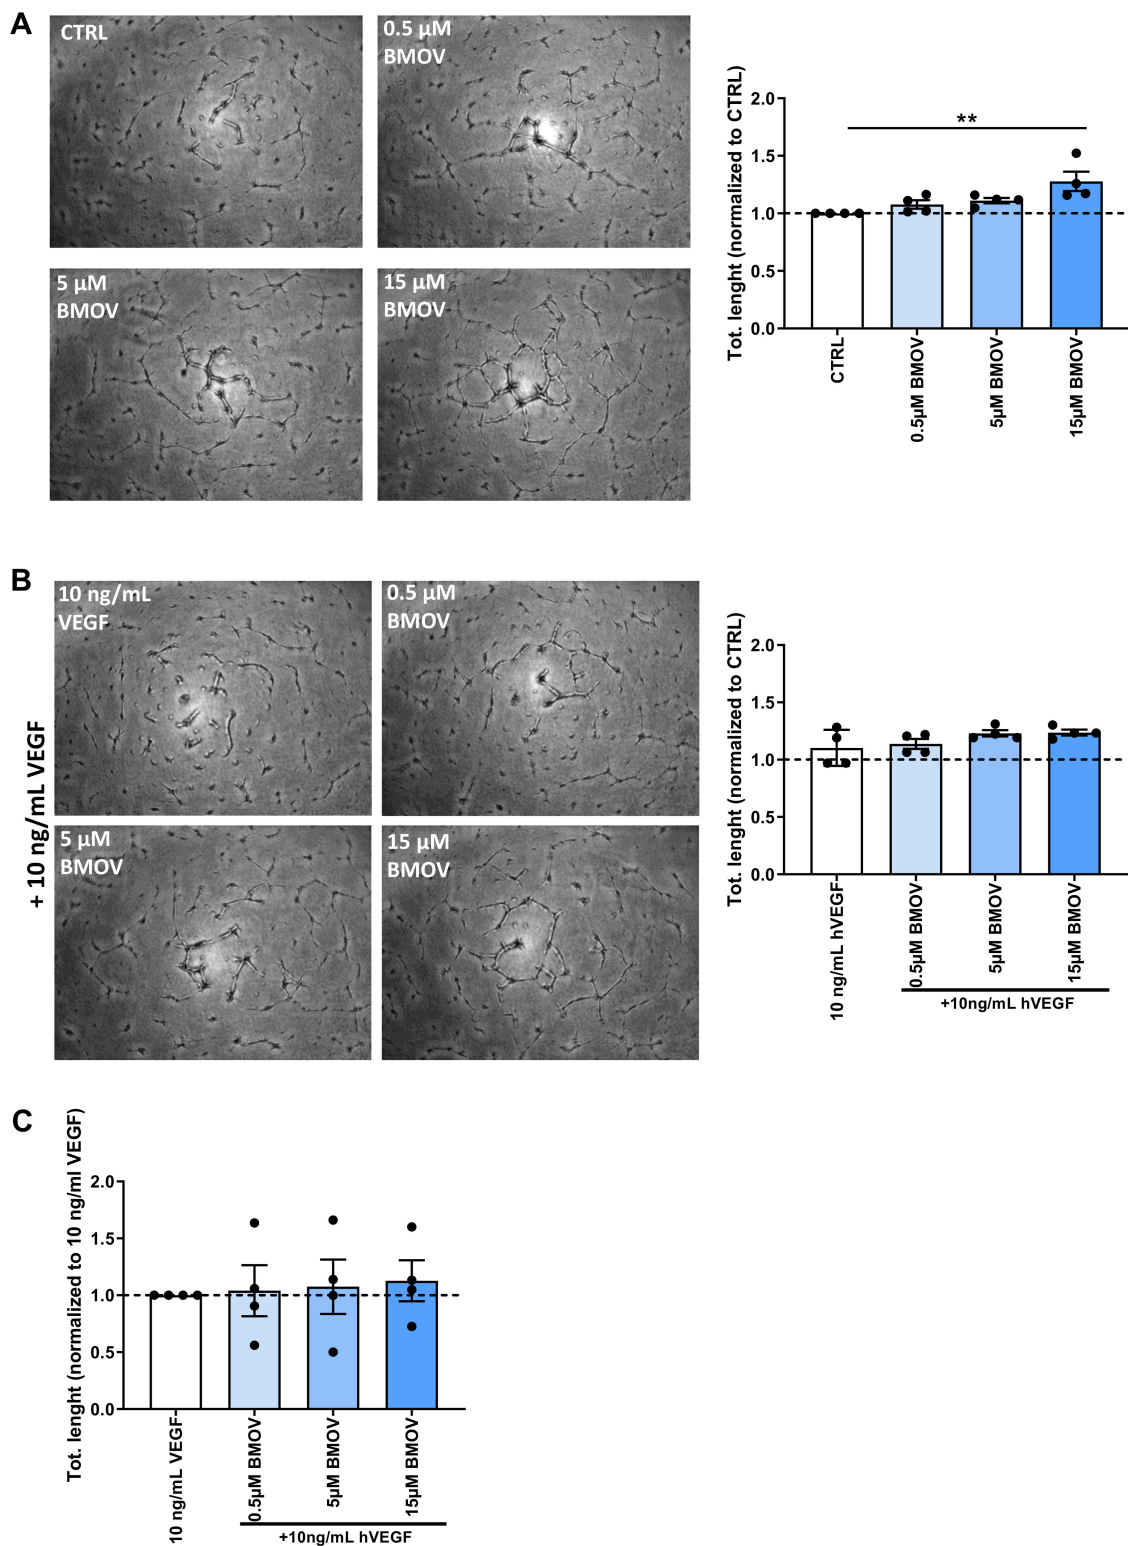 A
CTRL
0.5 µM
BMOV
5 µM
BMOV
15 µM
BMOV
Tot. lenght (normalized to CTRL)
2.0
1.5
1.0
0.5
0.0
**
CTRL
0.5µM BMOV
5µM BMOV
15µM BMOV
B
+ 10 ng/mL VEGF
10 ng/mL
VEGF
0.5 µM
BMOV
5 µM
BMOV
15 µM
BMOV
Tot. lenght (normalized to CTRL)
2.0
1.5
1.0
0.5
0.0
10 ng/mL hVEGF
0.5µM BMOV
5µM BMOV
15µM BMOV
+10ng/mL hVEGF
C
Tot. lenght (normalized to 10 ng/ml VEGF)
2.0
1.5
1.0
0.5
0.0
10 ng/mL VEGF
0.5µM BMOV
5µM BMOV
15µM BMOV
+10ng/mL hVEGF